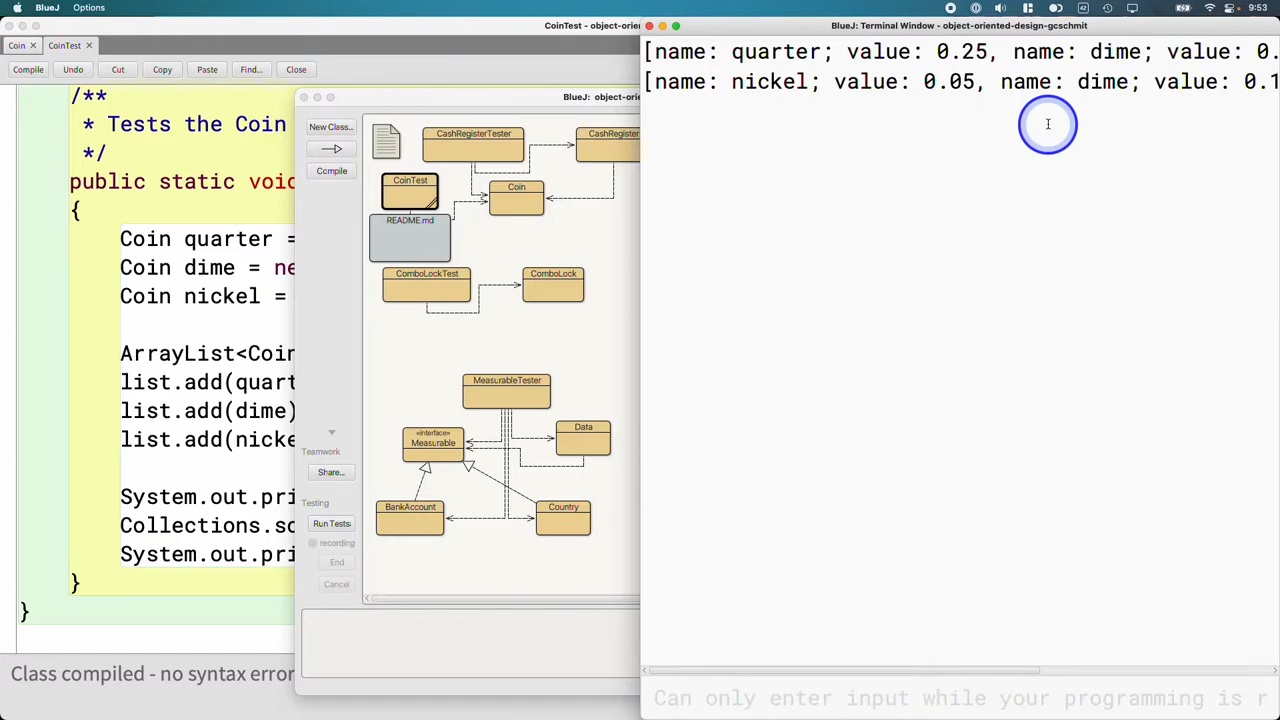 BlueJ Options
9:53
CoinTest - object-orie
BlueJ: Terminal Window - object-oriented-design-gcschmit
Coin ✕ CoinTest ✕
Compile Undo Cut Copy Paste Find... Close
/**
* Tests the Coin
*/
public static void
{
Coin quarter =
Coin dime = ne
Coin nickel =
ArrayList<Coin
list.add(quart
list.add(dime)
list.add(nicke
System.out.pri
Collections.so
System.out.pri
}
}
Class compiled - no syntax error
BlueJ: object-orie
New Class...
Compile
Teamwork
Share...
Testing
Run Tests
recording
End
Cancel
CashRegisterTester
CashRegister
CoinTest
Coin
README.md
ComboLockTest
ComboLock
MeasurableTester
«interface»
Measurable
Data
BankAccount
Country
[name: quarter; value: 0.25, name: dime; value: 0.
[name: nickel; value: 0.05, name: dime; value: 0.1
Can only enter input while your programming is r